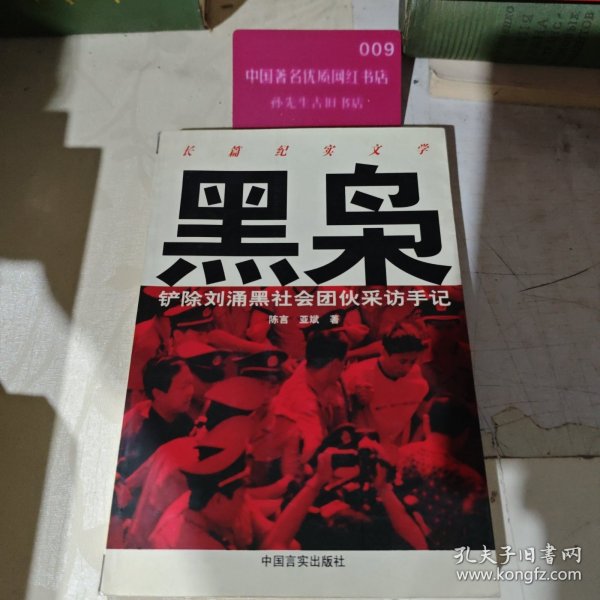 009
中国著名优质网红书店
孙先生古旧书店
长篇纪实文学
黑枭
铲除刘涌黑社会团伙采访手记
陈言 亚斌 著
中国言实出版社
孔夫子旧书网
www.kongfz.com